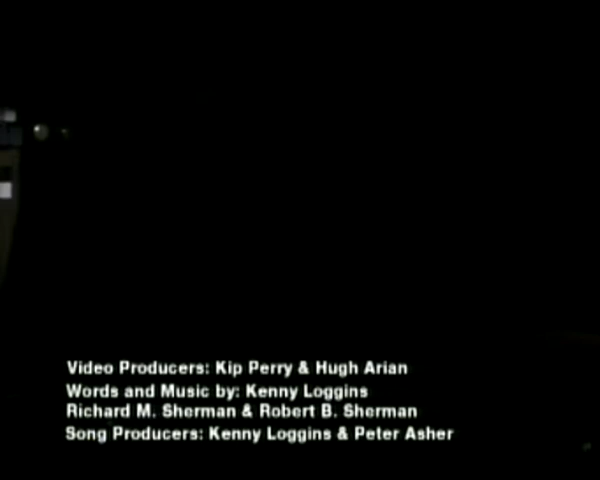 Video Producers: Kip Perry & Hugh Arian
Words and Music by: Kenny Loggins
Richard M. Sherman & Robert B. Sherman
Song Producers: Kenny Loggins & Peter Asher